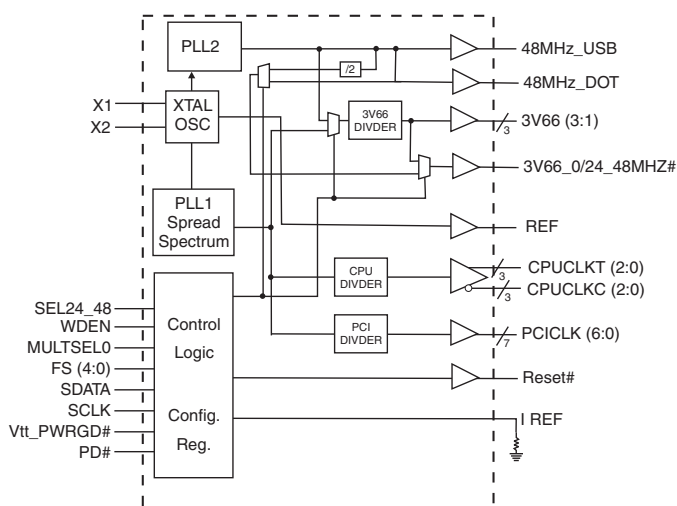 PLL2
48MHz_USB
/2
48MHz_DOT
X1
X2
XTAL
OSC
3V66
DIVDER
3
3V66 (3:1)
3V66_0/24_48MHZ#
PLL1
Spread
Spectrum
REF
CPU
DIVDER
3
CPUCLKT (2:0)
3
CPUCLKC (2:0)
SEL24_48
WDEN
MULTSEL0
FS (4:0)
SDATA
SCLK
Vtt_PWRGD#
PD#
Control
Logic
Config.
Reg.
PCI
DIVDER
7
PCICLK (6:0)
Reset#
I REF